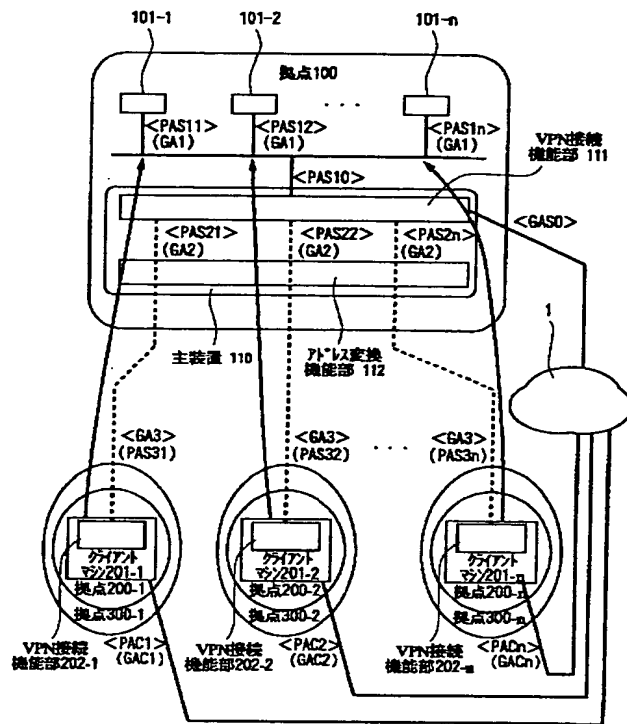 101-1
101-2
101-n
拠点100
. . .
<PAS11>
(GA1)
<PAS12>
(GA1)
<PAS1n>
(GA1)
VPN接続
機能部 111
<PAS10>
<GAS0>
<PAS21>
(GA2)
<PAS22>
(GA2)
<PAS2n>
(GA2)
主装置 110
アドレス変換
機能部 112
1
<GA3>
(PAS31)
<GA3>
(PAS32)
. . .
<GA3>
(PAS3n)
クライアント
マシン201-1
拠点200-1
拠点300-1
クライアント
マシン201-2
拠点200-2
拠点300-2
クライアント
マシン201-n
拠点200-n
拠点300-n
VPN接続
機能部202-1
<PAC1>
(GAC1)
VPN接続
機能部202-2
<PAC2>
(GAC2)
VPN接続
機能部202-n
<PACn>
(GACn)